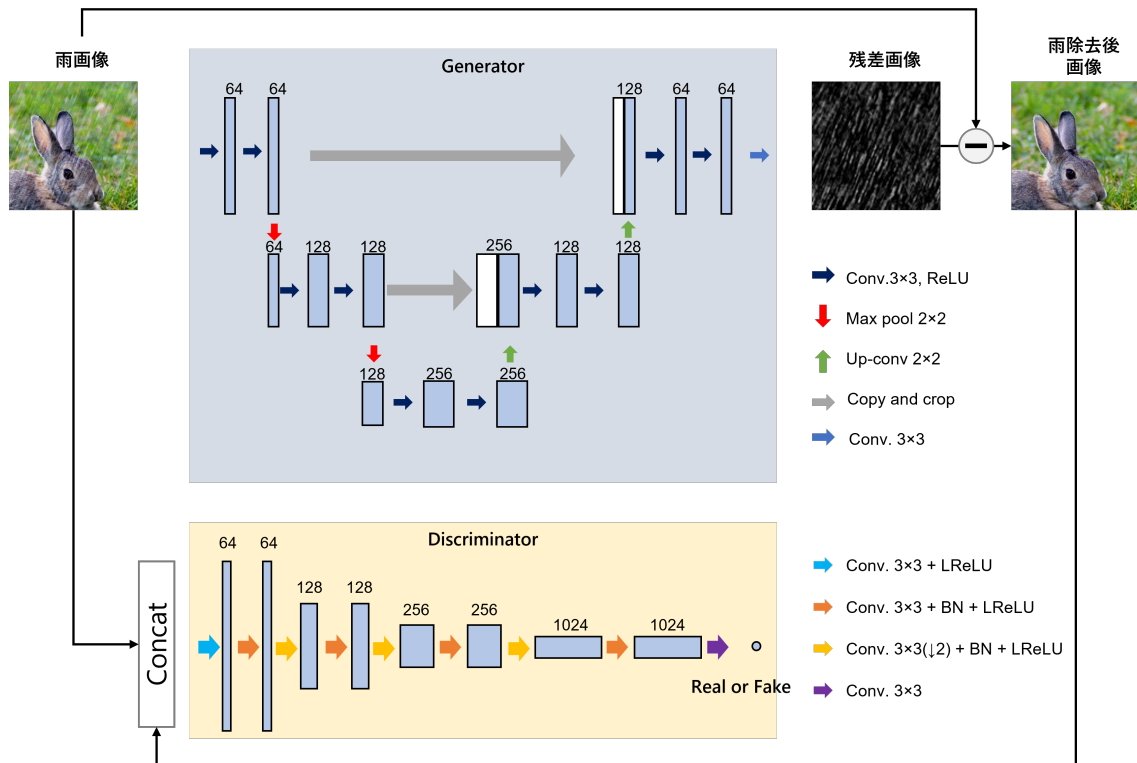 雨画像
Generator
残差画像
雨除去後
画像
64
64
128
64
64
64
128
128
256
128
128
128
256
256
Conv.3×3, ReLU
Max pool 2×2
Up-conv 2×2
Copy and crop
Conv. 3×3
Discriminator
Concat
64
64
128
128
256
256
1024
1024
Real or Fake
Conv. 3×3 + LReLU
Conv. 3×3 + BN + LReLU
Conv. 3×3(↓2) + BN + LReLU
Conv. 3×3